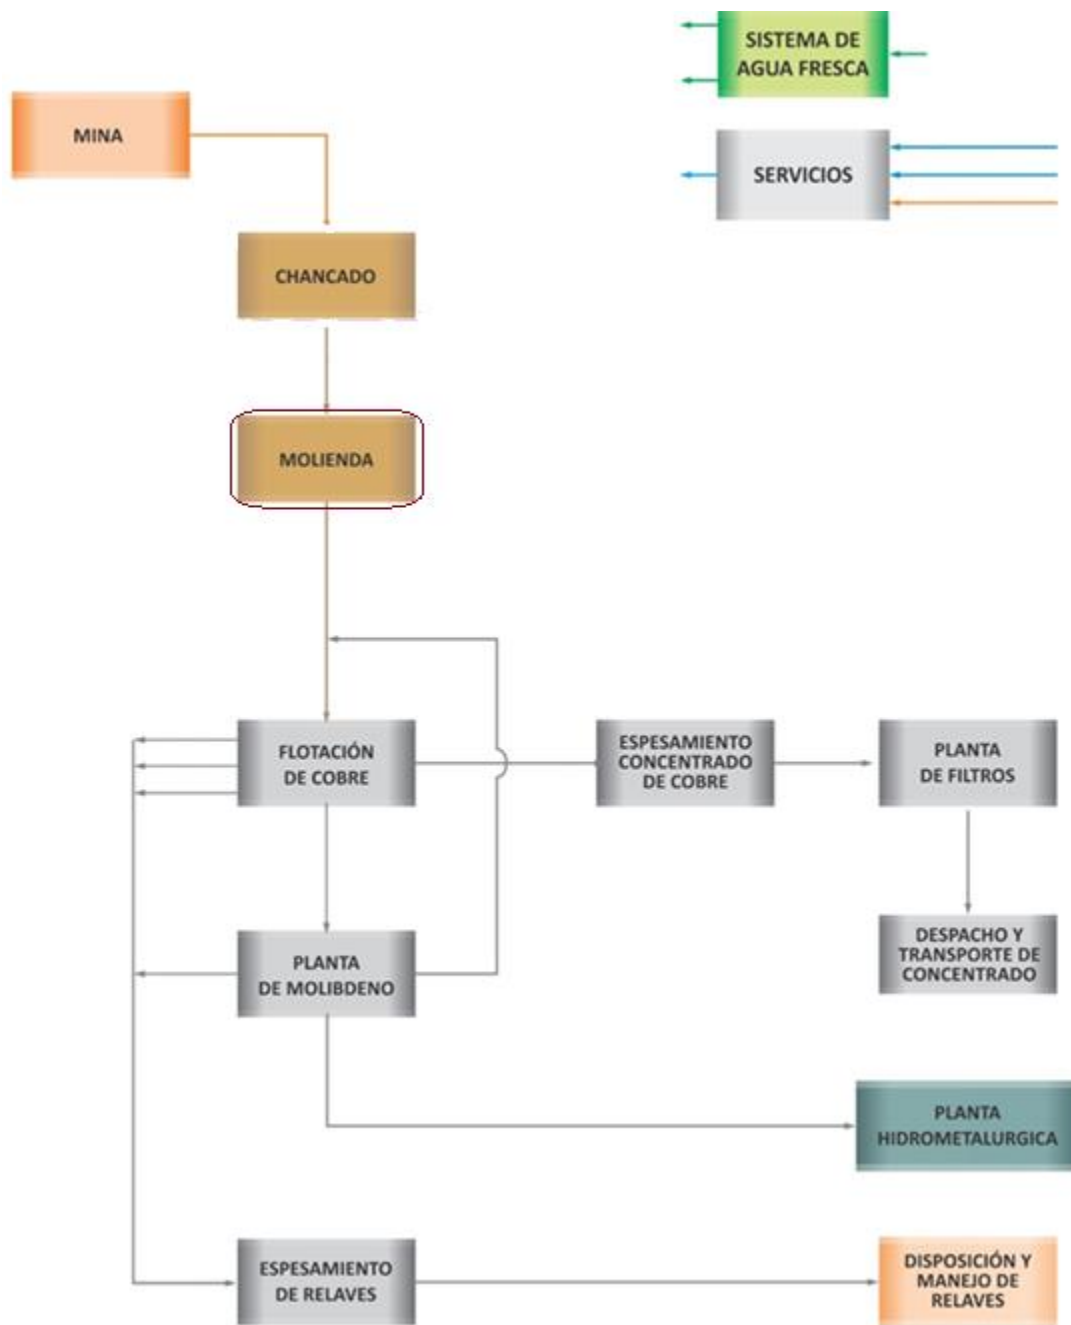 SISTEMA DE
AGUA FRESCA
MINA
SERVICIOS
CHANCADO
MOLIENDA
FLOTACIÓN
DE COBRE
ESPESAMIENTO
CONCENTRADO
DE COBRE
PLANTA
DE FILTROS
PLANTA
DE MOLIBDENO
DESPACHO Y
TRANSPORTE DE
CONCENTRADO
PLANTA
HIDROMETALURGICA
ESPESAMIENTO
DE RELAVES
DISPOSICIÓN Y
MANEJO DE
RELAVES